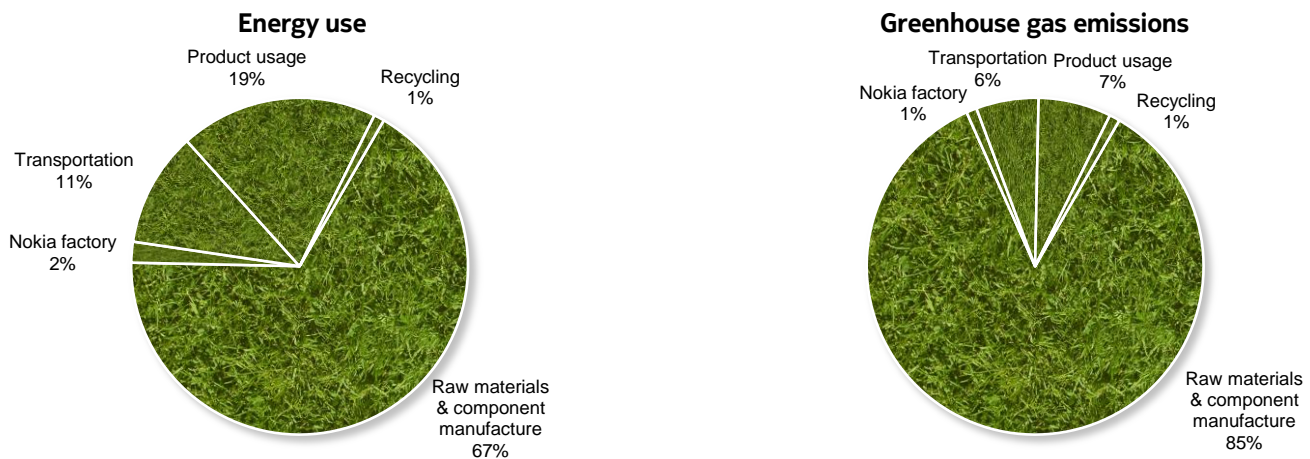 Energy use
Product usage
19%
Recycling
1%
Transportation
11%
Nokia factory
2%
Raw materials
& component
manufacture
67%
Greenhouse gas emissions
Transportation
6%
Product usage
7%
Nokia factory
1%
Recycling
1%
Raw materials
& component
manufacture
85%